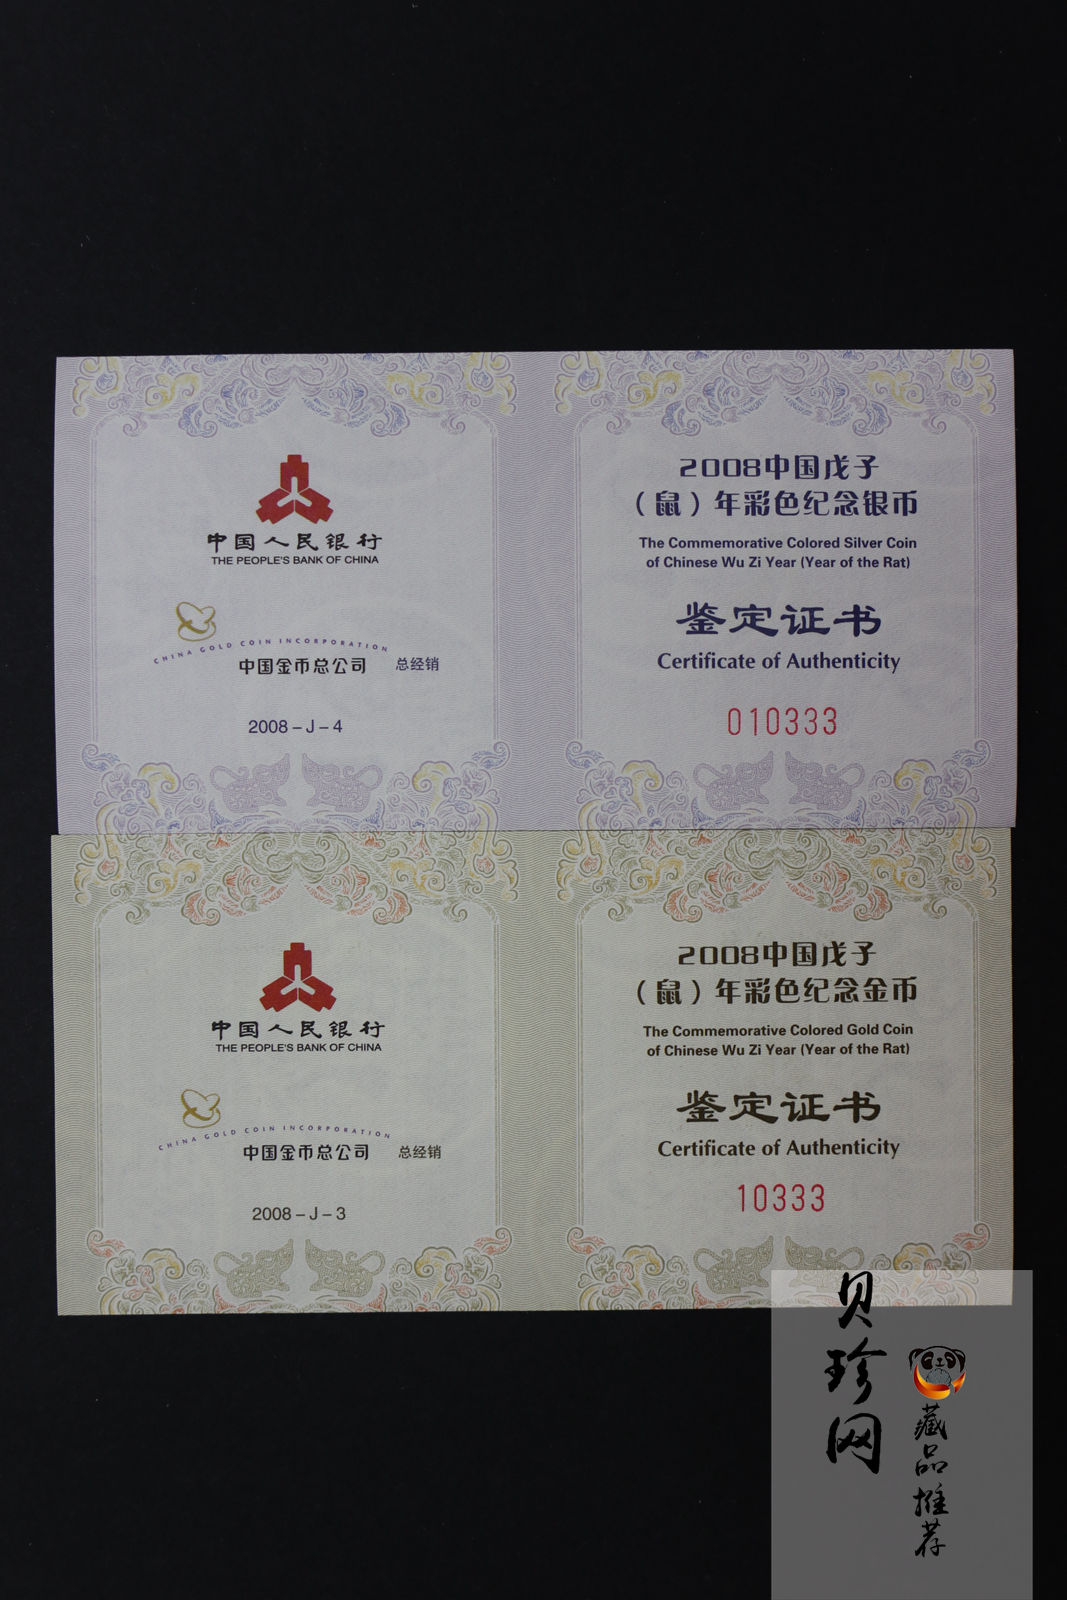 中国人民银行
THE PEOPLE'S BANK OF CHINA
CHINA GOLD COIN INCORPORATION
中国金币总公司 总经销
2008－J－4
2008中国戊子
（鼠）年彩色纪念银币
The Commemorative Colored Silver Coin
of Chinese Wu Zi Year (Year of the Rat)
鉴定证书
Certificate of Authenticity
010333
中国人民银行
THE PEOPLE'S BANK OF CHINA
CHINA GOLD COIN INCORPORATION
中国金币总公司 总经销
2008－J－3
2008中国戊子
（鼠）年彩色纪念金币
The Commemorative Colored Gold Coin
of Chinese Wu Zi Year (Year of the Rat)
鉴定证书
Certificate of Authenticity
10333
贝珍网
藏品推荐